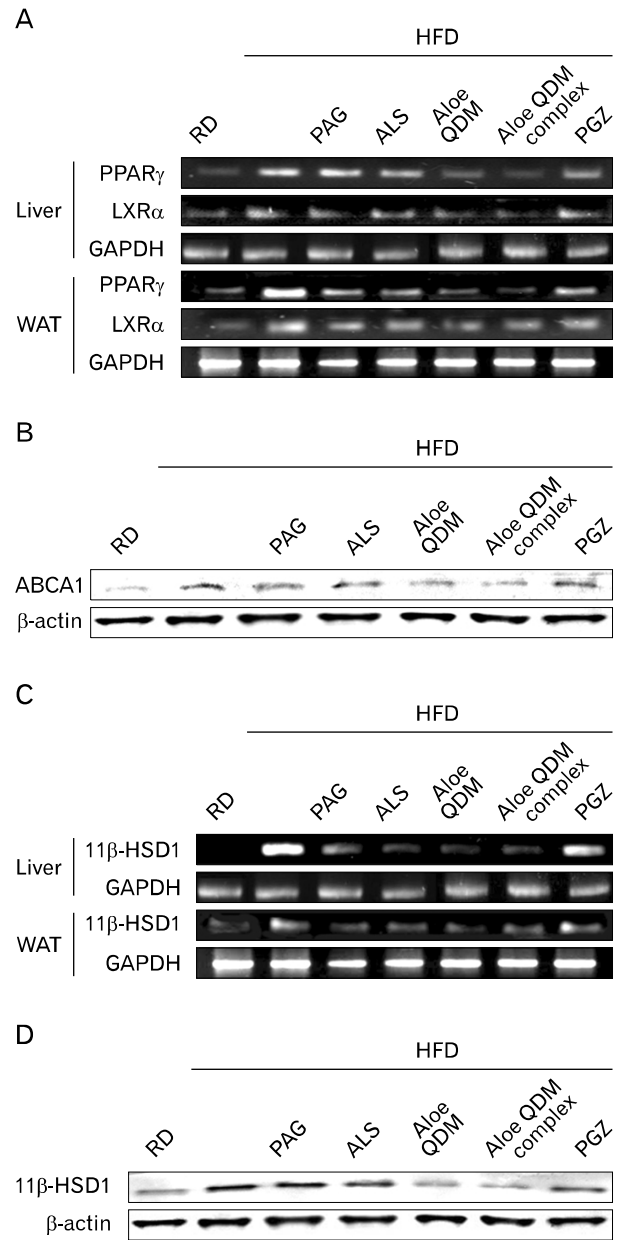 A
HFD
RD PAG ALS Aloe QDM Aloe QDM complex PGZ
Liver
PPARγ
LXRα
GAPDH
WAT
PPARγ
LXRα
GAPDH
B
HFD
RD PAG ALS Aloe QDM Aloe QDM complex PGZ
ABCA1
β-actin
C
HFD
RD PAG ALS Aloe QDM Aloe QDM complex PGZ
Liver
11β-HSD1
GAPDH
WAT
11β-HSD1
GAPDH
D
HFD
RD PAG ALS Aloe QDM Aloe QDM complex PGZ
11β-HSD1
β-actin